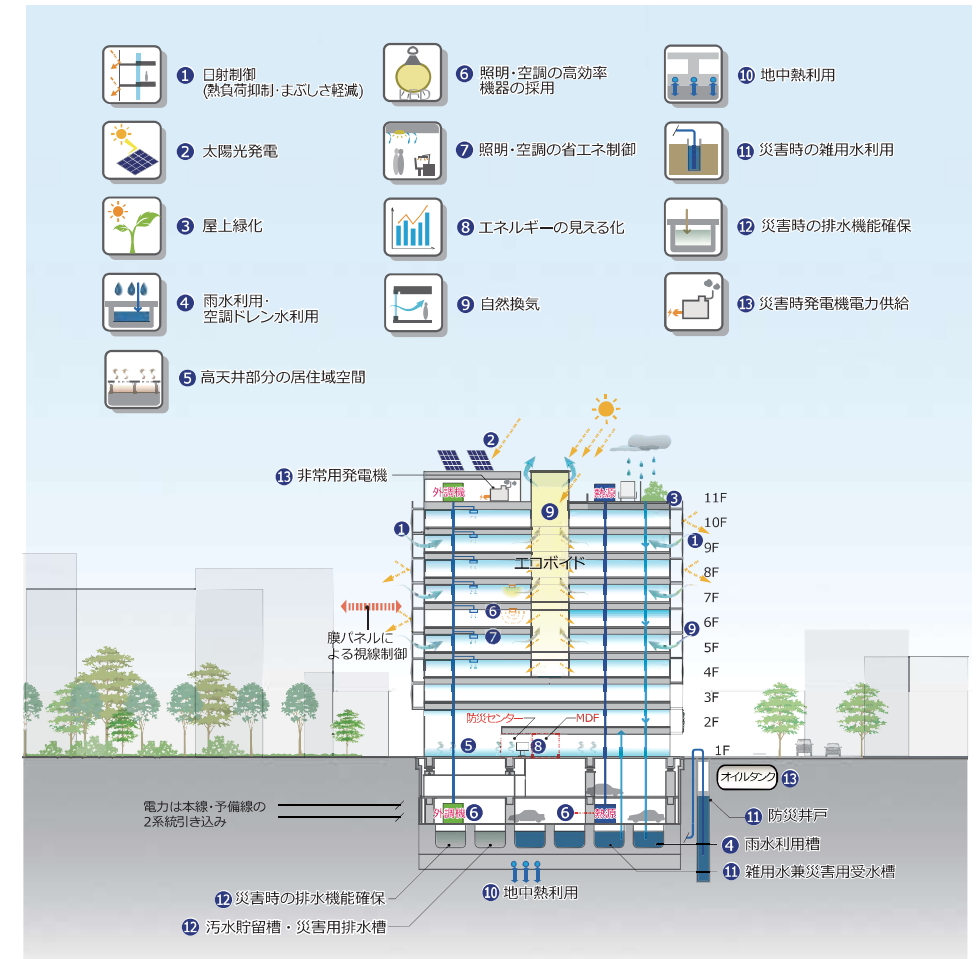 1 日射制御
(熱負荷抑制・まぶしさ軽減)
2 太陽光発電
3 屋上緑化
4 雨水利用・
空調ドレン水利用
5 高天井部分の居住域空間
6 照明・空調の高効率
機器の採用
7 照明・空調の省エネ制御
8 エネルギーの見える化
9 自然換気
10 地中熱利用
11 災害時の雑用水利用
12 災害時の排水機能確保
13 災害時発電機電力供給
2
13 非常用発電機
外調機
熱源
3
11F
9
1
10F
1
9F
エコボイド
8F
7F
6
6F
膜パネルに
よる視線制御
7
9
5F
4F
3F
防災センター
MDF
2F
5
8
1F
オイルタンク 13
電力は本線・予備線の
2系統引き込み
外調機 6
6 熱源
11 防災井戸
4 雨水利用槽
11 雑用水兼災害用受水槽
12 災害時の排水機能確保
10 地中熱利用
12 汚水貯留槽・災害用排水槽